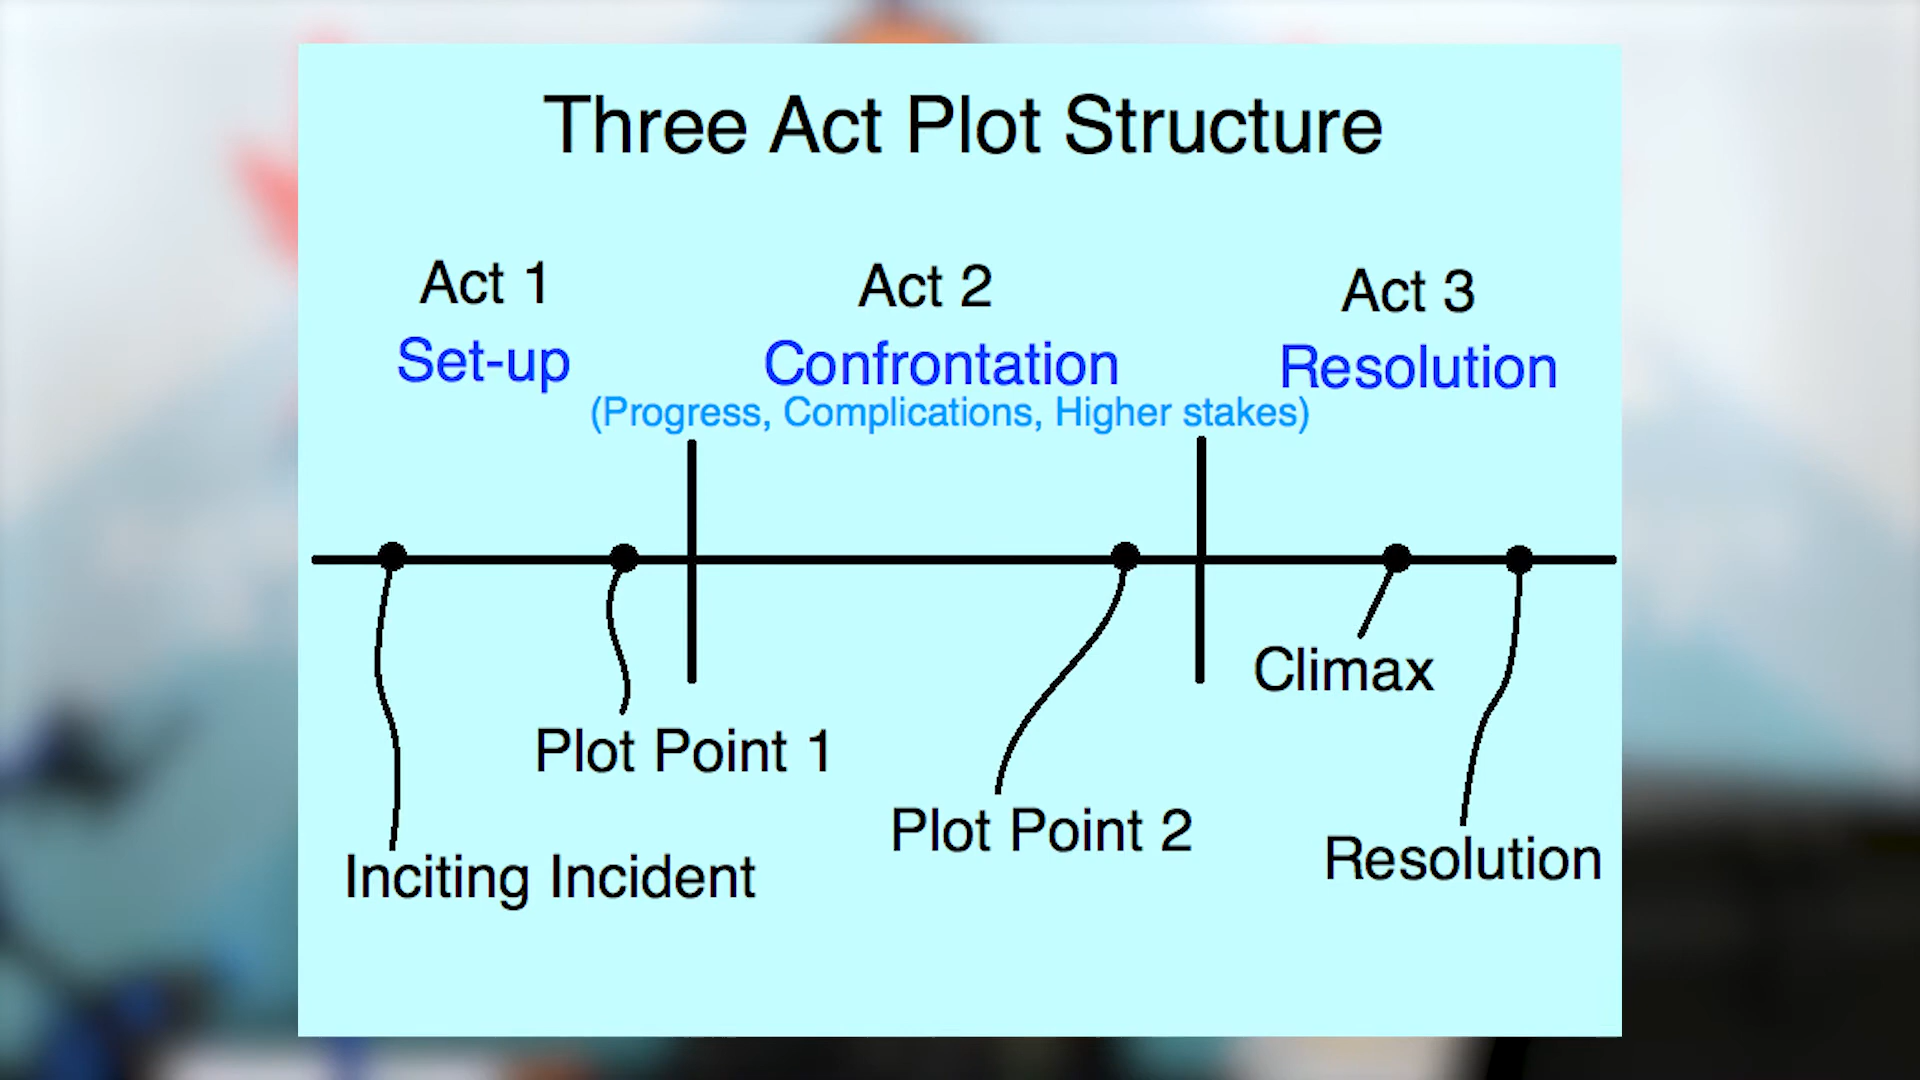 Three Act Plot Structure
Act 1
Set-up
Act 2
Confrontation
(Progress, Complications, Higher stakes)
Act 3
Resolution
Inciting Incident
Plot Point 1
Plot Point 2
Climax
Resolution